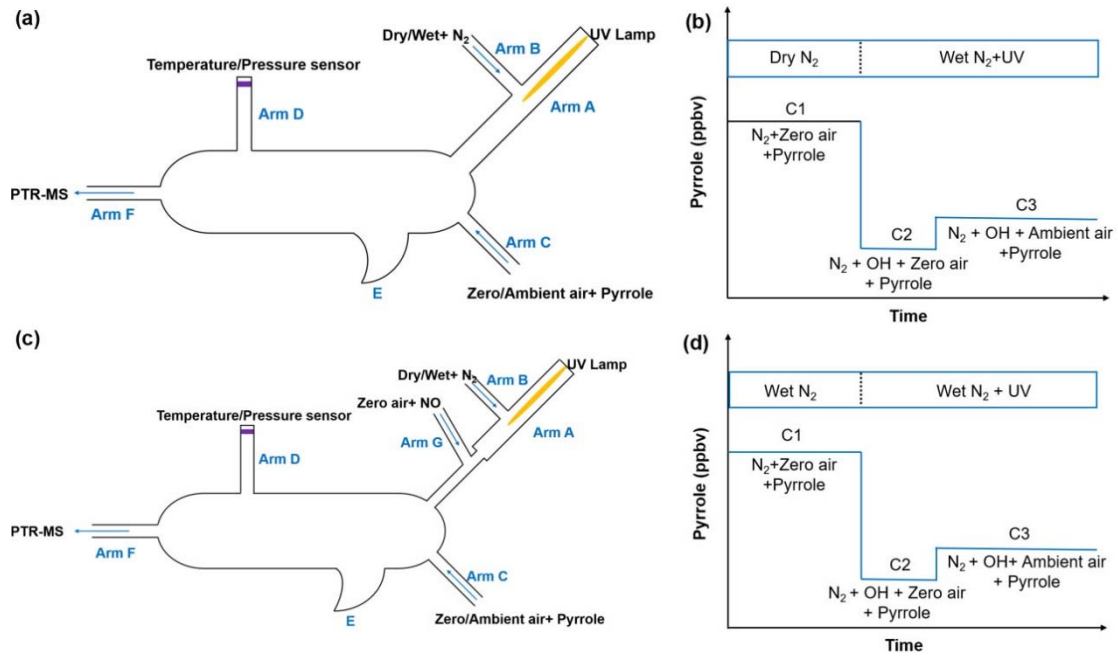 (a)
Dry/Wet+ N₂
Arm B
UV Lamp
Temperature/Pressure sensor
Arm D
Arm A
PTR-MS
Arm F
Arm C
E
Zero/Ambient air+ Pyrrole
(b)
Pyrrole (ppbv)
Dry N₂
Wet N₂+UV
C1
N₂+Zero air
+Pyrrole
C2
N₂ + OH + Zero air
+ Pyrrole
C3
N₂ + OH + Ambient air
+Pyrrole
Time
(c)
Dry/Wet+ N₂
Arm B
UV Lamp
Zero air+ NO
Arm G
Arm A
Temperature/Pressure sensor
Arm D
PTR-MS
Arm F
Arm C
E
Zero/Ambient air+ Pyrrole
(d)
Pyrrole (ppbv)
Wet N₂
Wet N₂ + UV
C1
N₂+Zero air
+Pyrrole
C2
N₂ + OH + Zero air
+ Pyrrole
C3
N₂ + OH+ Ambient air
+ Pyrrole
Time